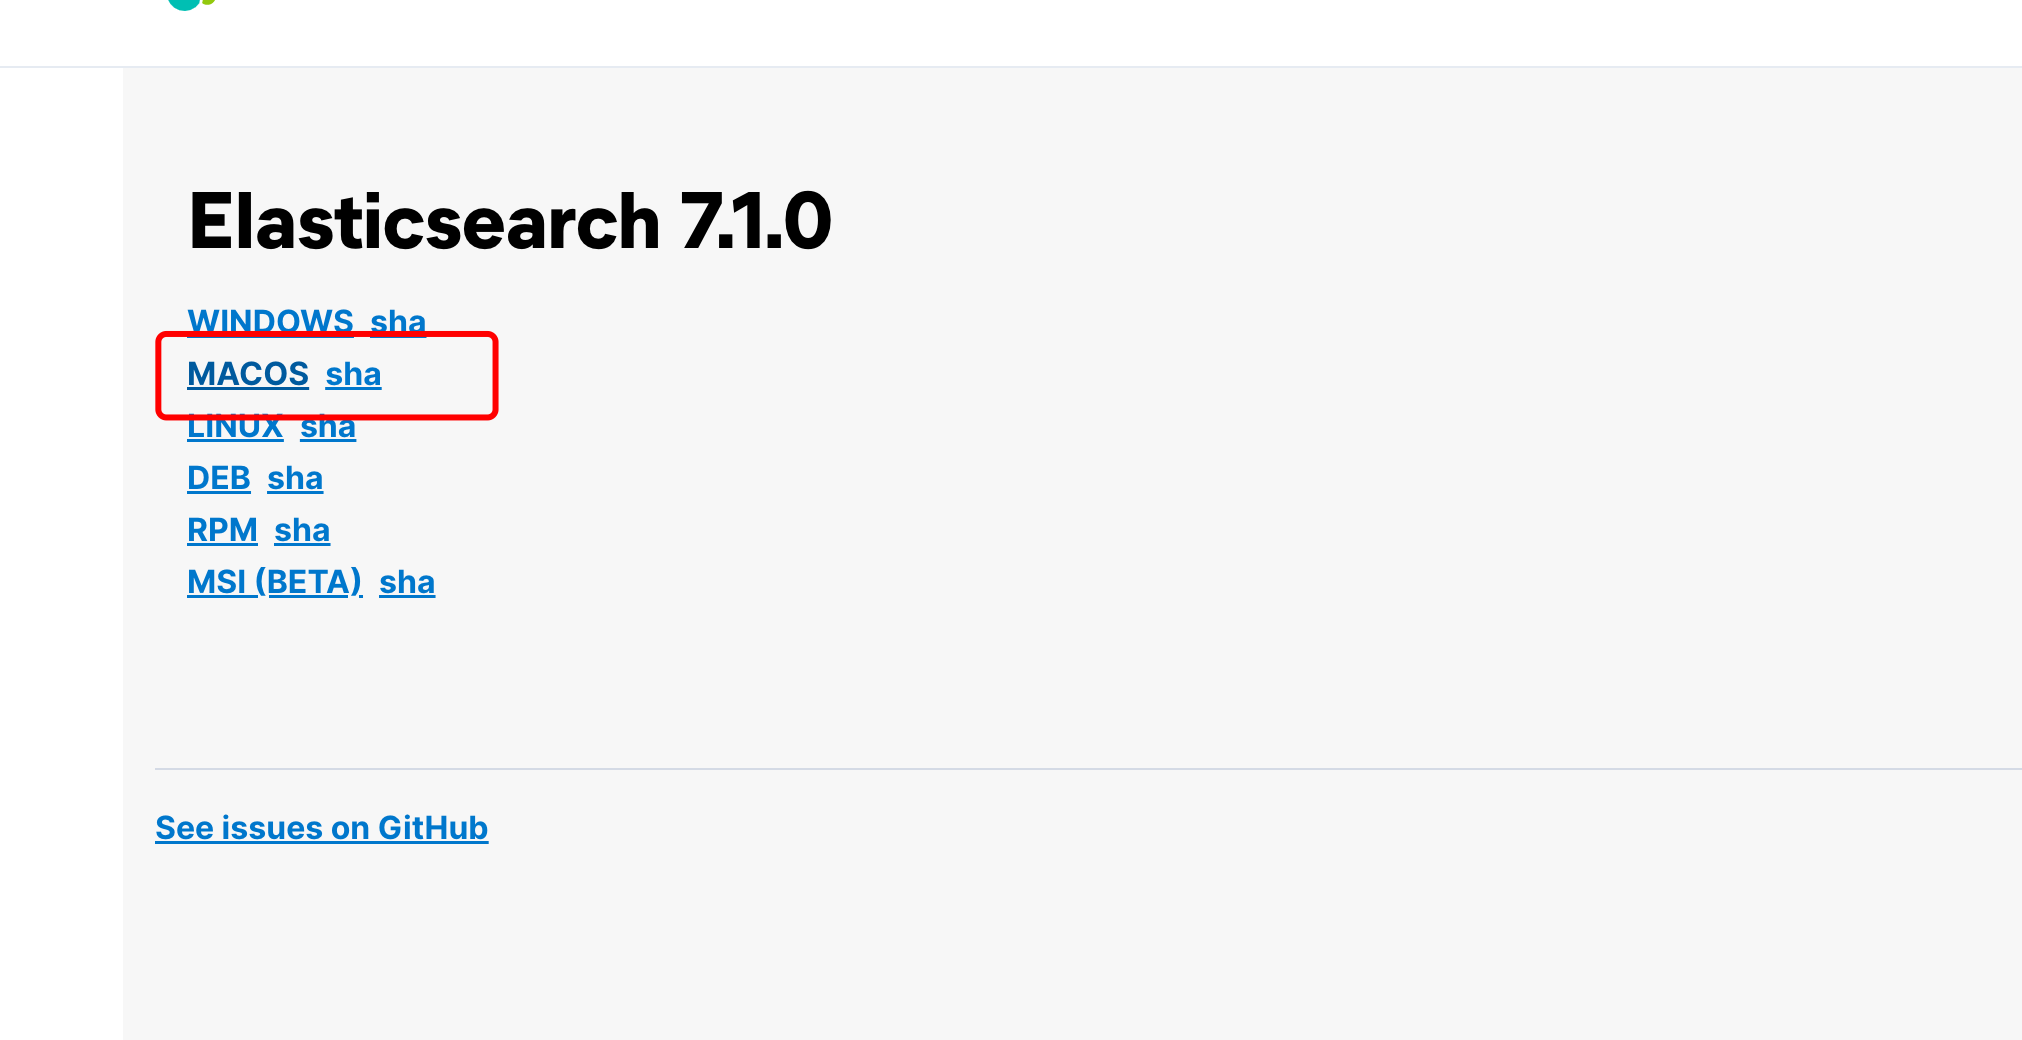 Elasticsearch 7.1.0
WINDOWS sha
MACOS sha
LINUX sha
DEB sha
RPM sha
MSI (BETA) sha
See issues on GitHub